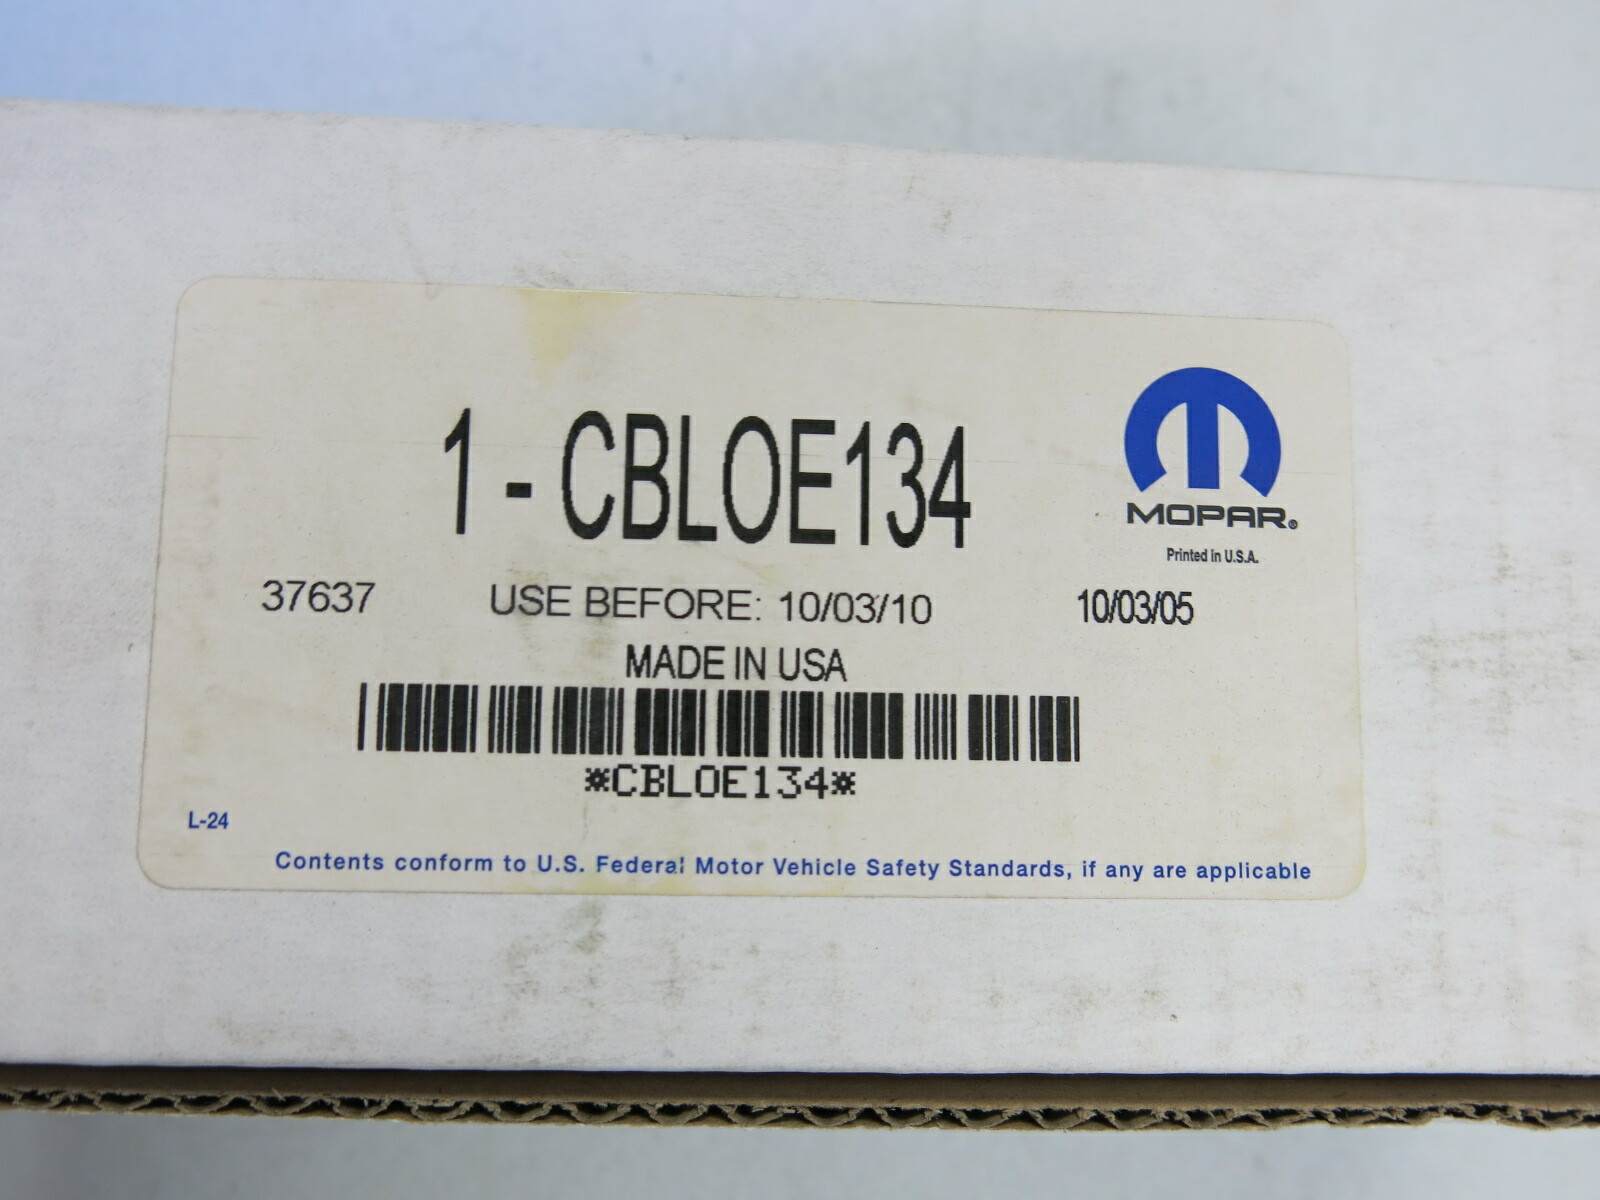 1 - CBLOE134
MOPAR®
Printed in U.S.A.
37637 USE BEFORE: 10/03/10 10/03/05
MADE IN USA
*CBLOE134*
L-24
Contents conform to U.S. Federal Motor Vehicle Safety Standards, if any are applicable